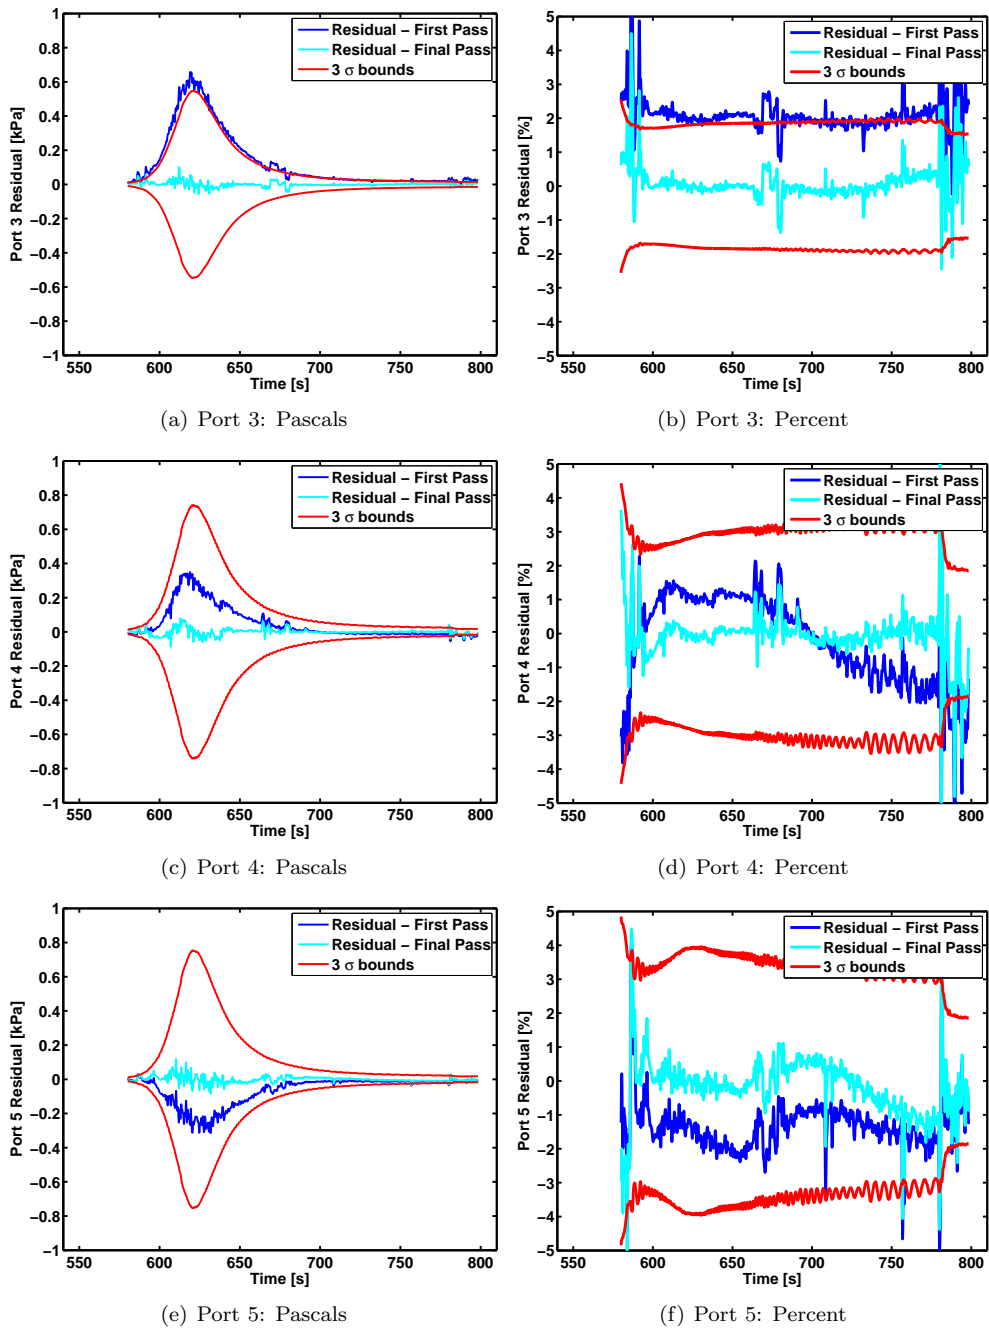 Port 3 Residual [kPa]
1
0.8
0.6
0.4
0.2
0
−0.2
−0.4
−0.6
−0.8
−1
Residual − First Pass
Residual − Final Pass
3 σ bounds
550 600 650 700 750 800
Time [s]
(a) Port 3: Pascals
Port 3 Residual [%]
5
4
3
2
1
0
−1
−2
−3
−4
−5
Residual − First Pass
Residual − Final Pass
3 σ bounds
550 600 650 700 750 800
Time [s]
(b) Port 3: Percent
Port 4 Residual [kPa]
1
0.8
0.6
0.4
0.2
0
−0.2
−0.4
−0.6
−0.8
−1
Residual − First Pass
Residual − Final Pass
3 σ bounds
550 600 650 700 750 800
Time [s]
(c) Port 4: Pascals
Port 4 Residual [%]
5
4
3
2
1
0
−1
−2
−3
−4
−5
Residual − First Pass
Residual − Final Pass
3 σ bounds
550 600 650 700 750 800
Time [s]
(d) Port 4: Percent
Port 5 Residual [kPa]
1
0.8
0.6
0.4
0.2
0
−0.2
−0.4
−0.6
−0.8
−1
Residual − First Pass
Residual − Final Pass
3 σ bounds
550 600 650 700 750 800
Time [s]
(e) Port 5: Pascals
Port 5 Residual [%]
5
4
3
2
1
0
−1
−2
−3
−4
−5
Residual − First Pass
Residual − Final Pass
3 σ bounds
550 600 650 700 750 800
Time [s]
(f) Port 5: Percent